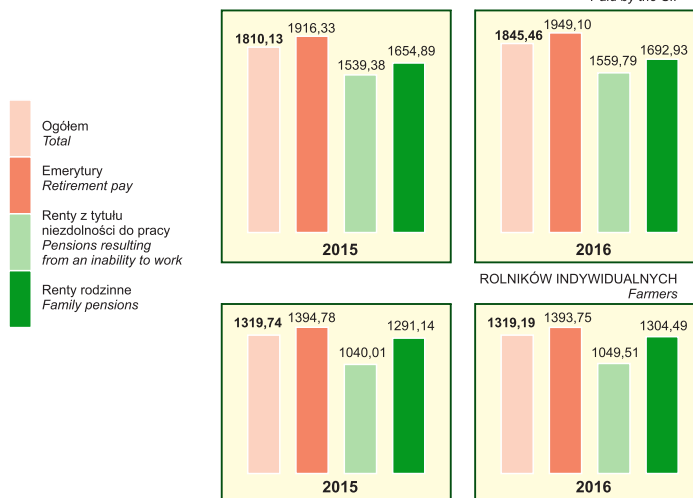 1810,13
1916,33
1539,38
1654,89
2015
1845,46
1949,10
1559,79
1692,93
2016
Ogółem
Total
Emerytury
Retirement pay
Renty z tytułu
niezdolności do pracy
Pensions resulting
from an inability to work
Renty rodzinne
Family pensions
ROLNIKÓW INDYWIDUALNYCH
Farmers
1319,74
1394,78
1040,01
1291,14
2015
1319,19
1393,75
1049,51
1304,49
2016